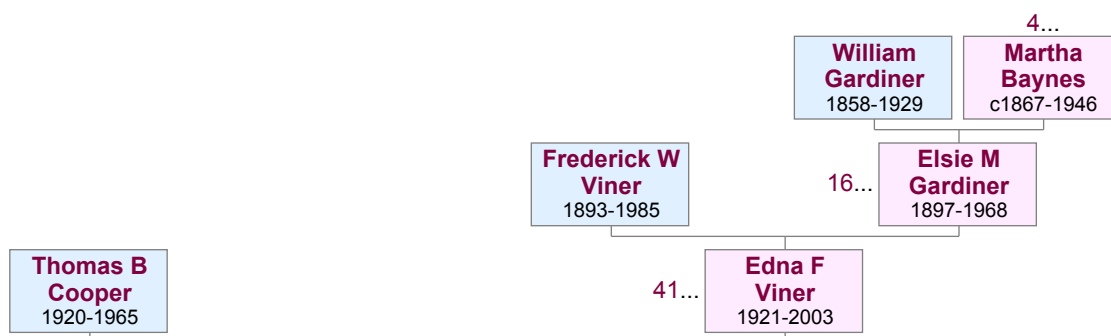 4...
William
Gardiner
1858-1929
Martha
Baynes
c1867-1946
Frederick W
Viner
1893-1985
16...
Elsie M
Gardiner
1897-1968
Thomas B
Cooper
1920-1965
41...
Edna F
Viner
1921-2003